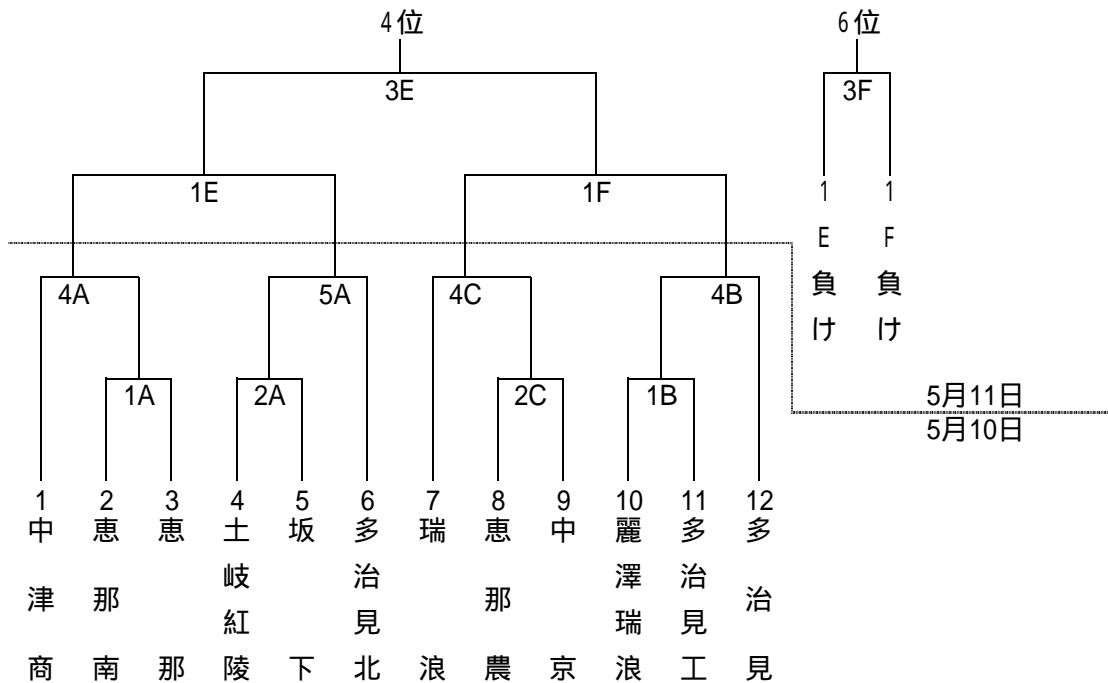 4位 6位
3E 3F
1E 1F
1E負け
1F負け
4A 5A 4C 4B
1A 2A 2C 1B
5月11日
5月10日
1 2 3 4 5 6 7 8 9 10 11 12
中津商
恵那南
恵那
土岐紅陵
坂下
多治見北
瑞浪
恵那農
中京
麗澤瑞浪
多治見工
多治見